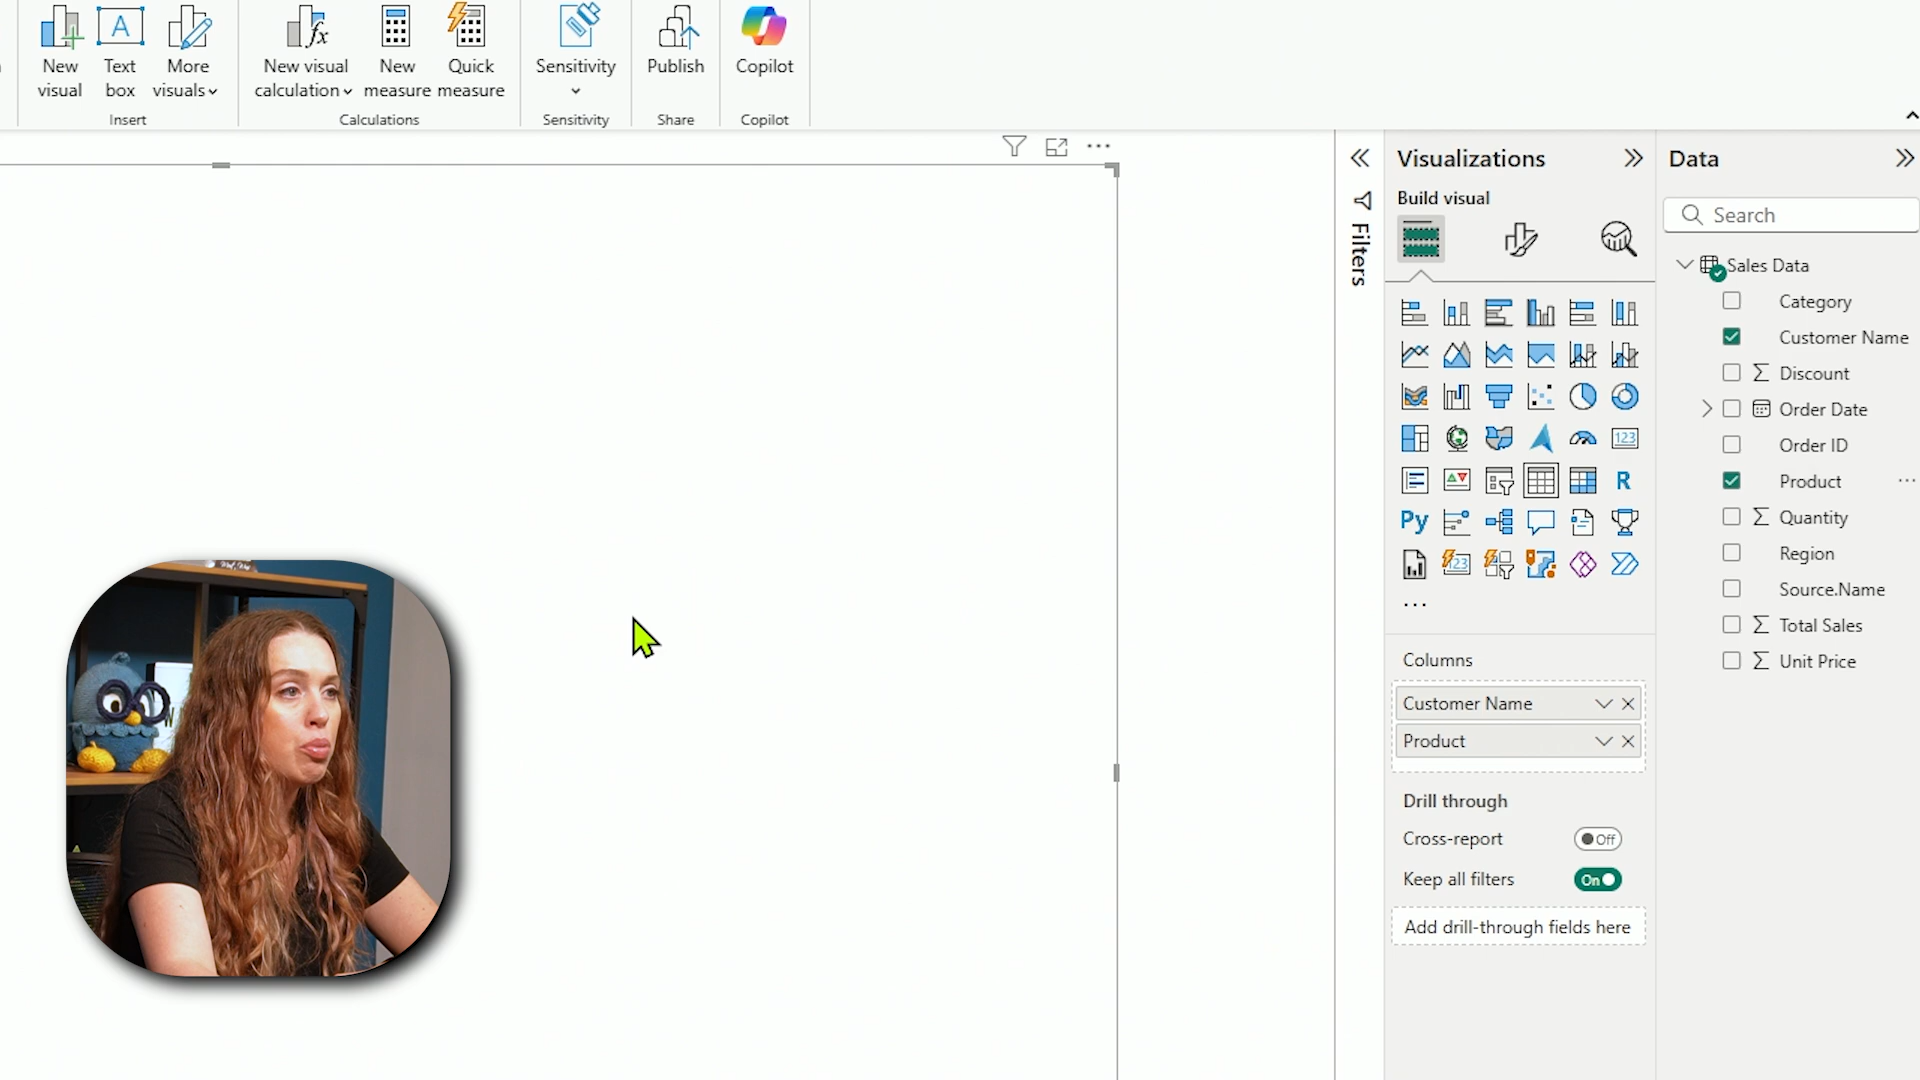 New visual
Text box
More visuals
Insert
New visual calculation
New measure
Quick measure
Calculations
Sensitivity
Sensitivity
Publish
Share
Copilot
Copilot
Filters
Visualizations
Build visual
123
R
Py
123
Columns
Customer Name
Product
Drill through
Cross-report
Off
Keep all filters
On
Add drill-through fields here
Data
Search
Sales Data
Category
Customer Name
Discount
Order Date
Order ID
Product
Quantity
Region
Source.Name
Total Sales
Unit Price